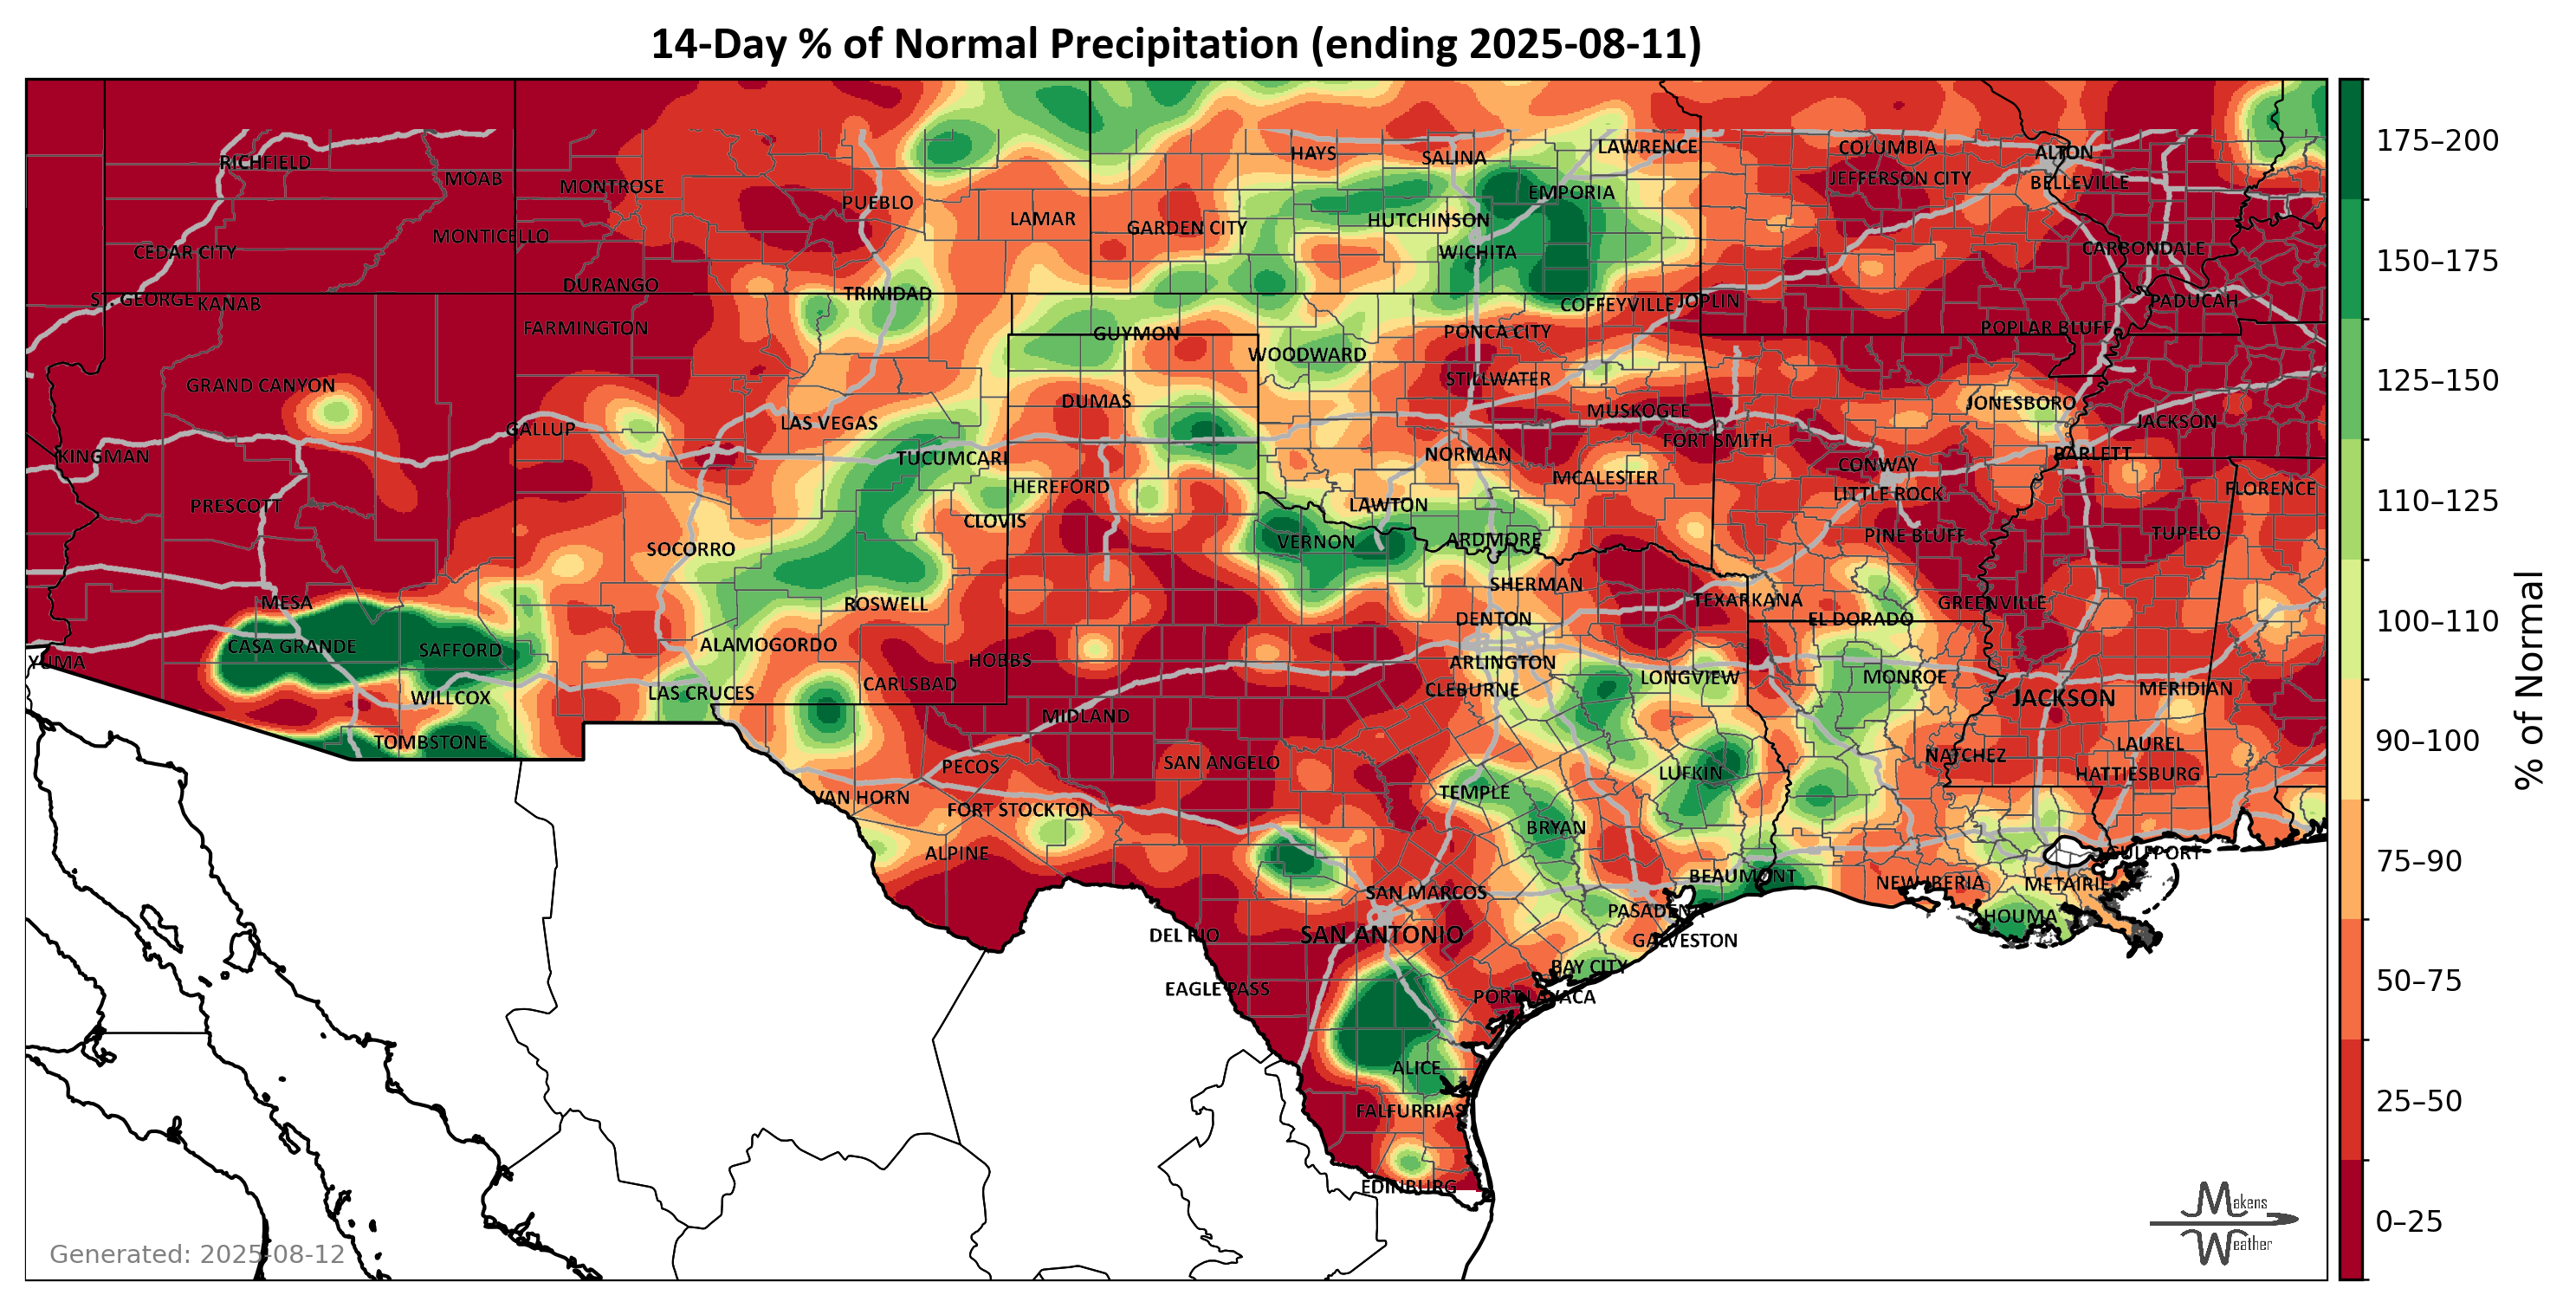 14-Day % of Normal Precipitation (ending 2025-08-11)
RICHFIELD
MOAB
MONTROSE
PUEBLO
LAMAR
HAYS
SALINA
LAWRENCE
COLUMBIA
ALTON
JEFFERSON CITY
BELLEVILLE
EMPORIA
GARDEN CITY
HUTCHINSON
MONTICELLO
CEDAR CITY
WICHITA
CARBONDALE
DURANGO
TRINIDAD
ST. GEORGE
KANAB
COFFEYVILLE
JOPLIN
PADUCAH
FARMINGTON
GUYMON
PONCA CITY
POPLAR BLUFF
WOODWARD
GRAND CANYON
STILLWATER
DUMAS
MUSKOGEE
JONESBORO
LAS VEGAS
GALLUP
FORT SMITH
JACKSON
KINGMAN
TUCUMCARI
NORMAN
BARLETT
CONWAY
HEREFORD
MCALESTER
LITTLE ROCK
FLORENCE
PRESCOTT
LAWTON
CLOVIS
PINE BLUFF
TUPELO
SOCORRO
VERNON
ARDMORE
SHERMAN
MESA
ROSWELL
TEXARKANA
GREENVILLE
DENTON
EL DORADO
CASA GRANDE
SAFFORD
ALAMOGORDO
YUMA
HOBBS
ARLINGTON
LONGVIEW
MONROE
WILLCOX
LAS CRUCES
CARLSBAD
CLEBURNE
JACKSON
MERIDIAN
MIDLAND
TOMBSTONE
PECOS
SAN ANGELO
LUFKIN
NATCHEZ
LAUREL
HATTIESBURG
VAN HORN
FORT STOCKTON
TEMPLE
BRYAN
ALPINE
GULFPORT
SAN MARCOS
BEAUMONT
NEW IBERIA
METAIRIE
PASADENA
HOUMA
DEL RIO
SAN ANTONIO
GALVESTON
BAY CITY
EAGLE PASS
PORT LAVACA
ALICE
FALFURRIAS
EDINBURG
Generated: 2025-08-12
Makens
Weather
175–200
150–175
125–150
110–125
100–110
90–100
75–90
50–75
25–50
0–25
% of Normal